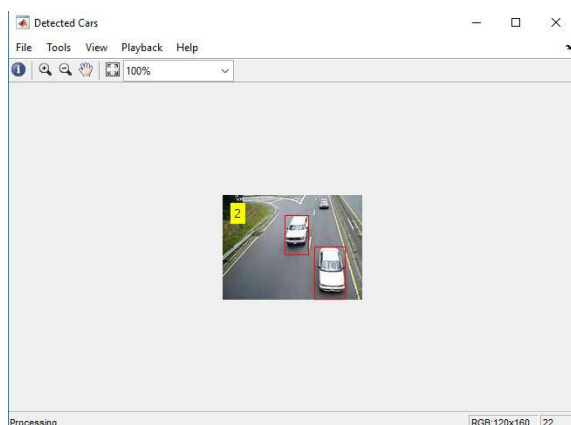 Detected Cars
File Tools View Playback Help
100%
2
Processing
RGB:120x160 22